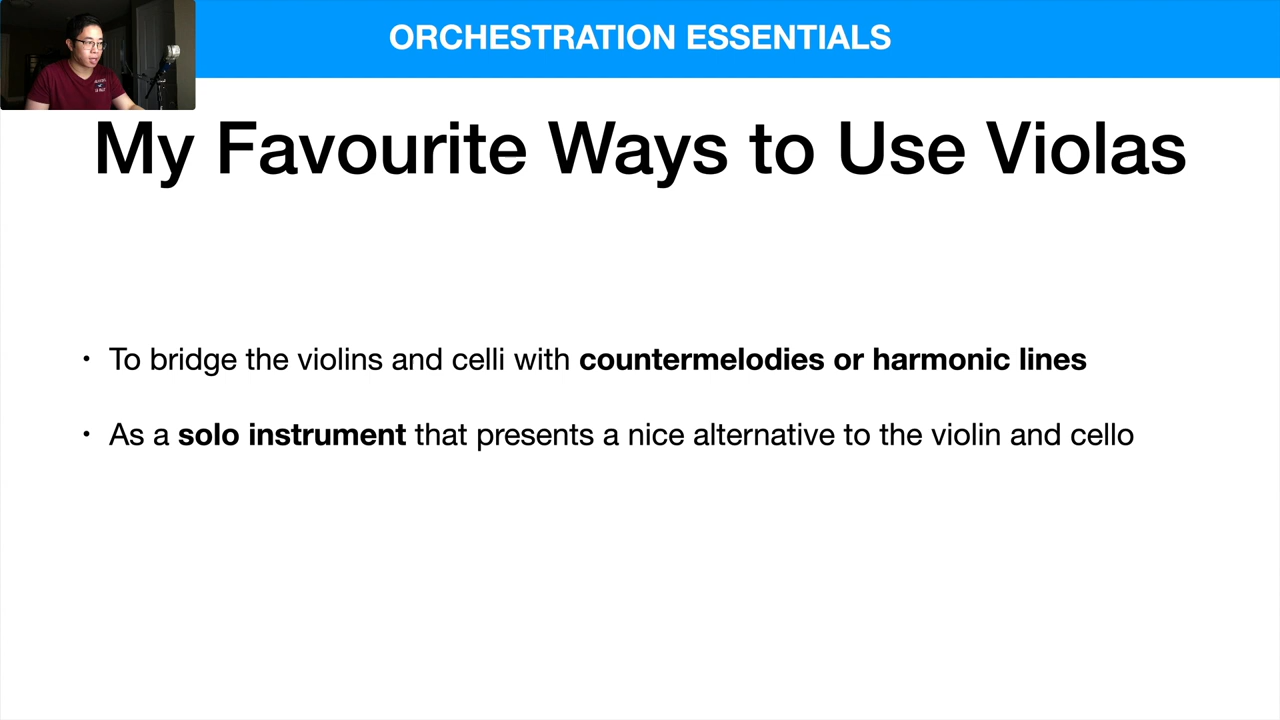 ORCHESTRATION ESSENTIALS
My Favourite Ways to Use Violas
• To bridge the violins and celli with countermelodies or harmonic lines
• As a solo instrument that presents a nice alternative to the violin and cello